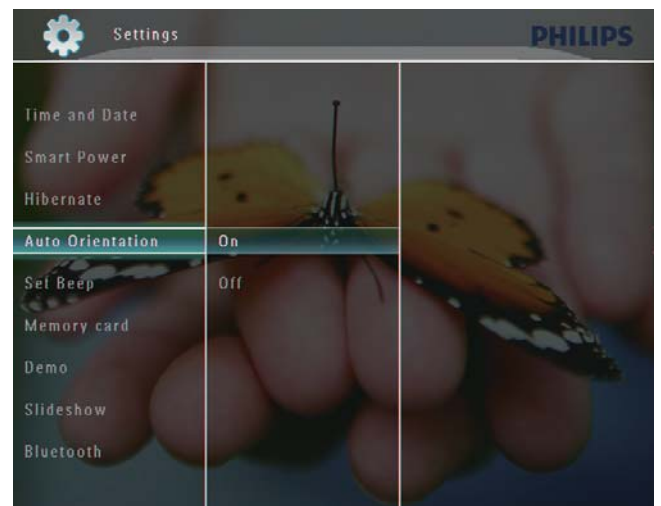 Settings
PHILIPS
Time and Date
Smart Power
Hibernate
Auto Orientation
On
Set Beep
Off
Memory card
Demo
Slideshow
Bluetooth